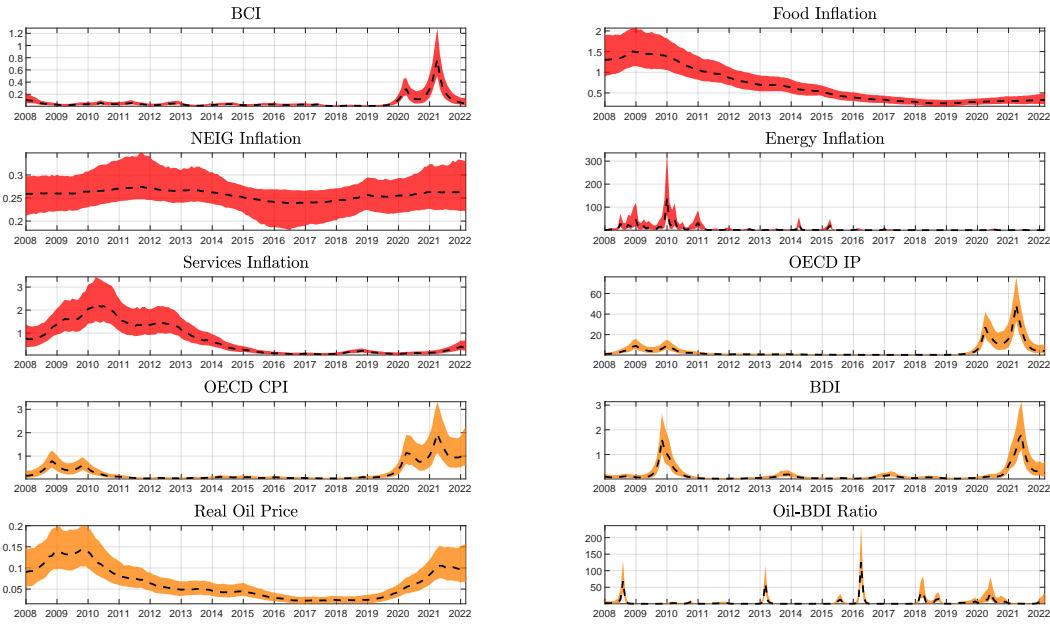 BCI
1.2
1
0.8
0.6
0.4
0.2
2008 2009 2010 2011 2012 2013 2014 2015 2016 2017 2018 2019 2020 2021 2022
Food Inflation
2
1.5
1
0.5
2008 2009 2010 2011 2012 2013 2014 2015 2016 2017 2018 2019 2020 2021 2022
NEIG Inflation
0.3
0.25
0.2
2008 2009 2010 2011 2012 2013 2014 2015 2016 2017 2018 2019 2020 2021 2022
Energy Inflation
300
200
100
2008 2009 2010 2011 2012 2013 2014 2015 2016 2017 2018 2019 2020 2021 2022
Services Inflation
3
2
1
2008 2009 2010 2011 2012 2013 2014 2015 2016 2017 2018 2019 2020 2021 2022
OECD IP
60
40
20
2008 2009 2010 2011 2012 2013 2014 2015 2016 2017 2018 2019 2020 2021 2022
OECD CPI
3
2
1
2008 2009 2010 2011 2012 2013 2014 2015 2016 2017 2018 2019 2020 2021 2022
BDI
3
2
1
2008 2009 2010 2011 2012 2013 2014 2015 2016 2017 2018 2019 2020 2021 2022
Real Oil Price
0.2
0.15
0.1
0.05
2008 2009 2010 2011 2012 2013 2014 2015 2016 2017 2018 2019 2020 2021 2022
Oil-BDI Ratio
200
150
100
50
2008 2009 2010 2011 2012 2013 2014 2015 2016 2017 2018 2019 2020 2021 2022